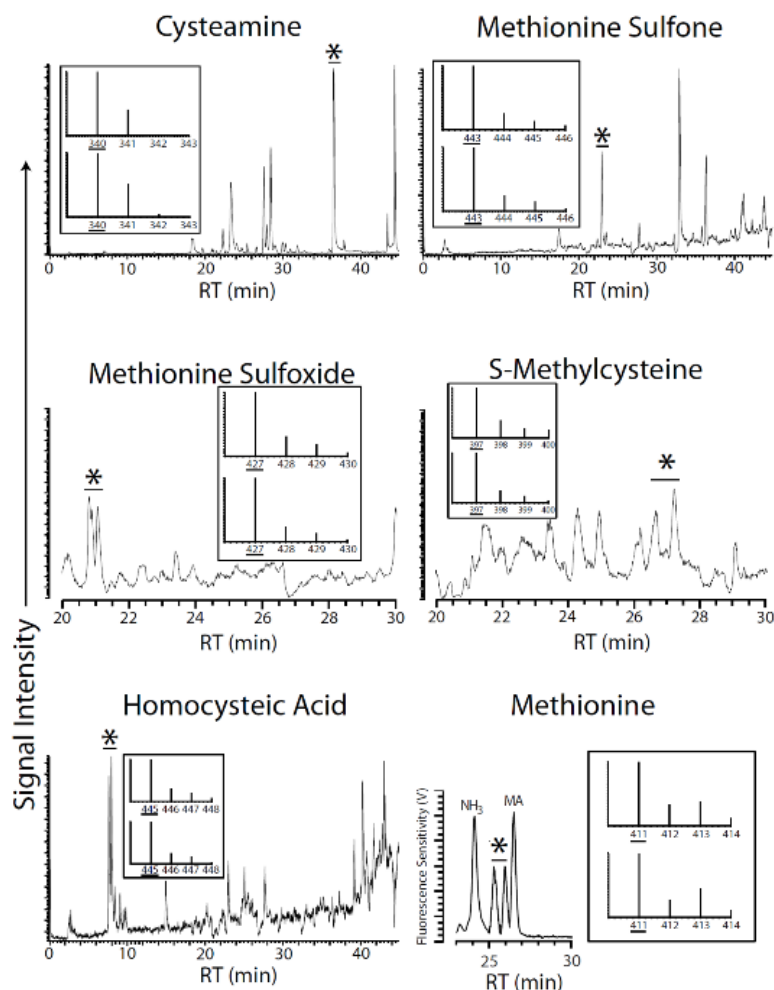 Cysteamine
*
340 341 342 343
340 341 342 343
0 10 20 30 40
RT (min)
Methionine Sulfone
*
443 444 445 446
443 444 445 446
0 10 20 30 40
RT (min)
Methionine Sulfoxide
*
427 428 429 430
427 428 429 430
20 22 24 26 28 30
RT (min)
S-Methylcysteine
*
397 398 399 400
397 398 399 400
20 22 24 26 28 30
RT (min)
Signal Intensity
Homocysteic Acid
*
445 446 447 448
445 446 447 448
0 10 20 30 40
RT (min)
Methionine
Fluorescence Sensitivity (V)
NH3
*
MA
25 30
RT (min)
411 412 413 414
411 412 413 414